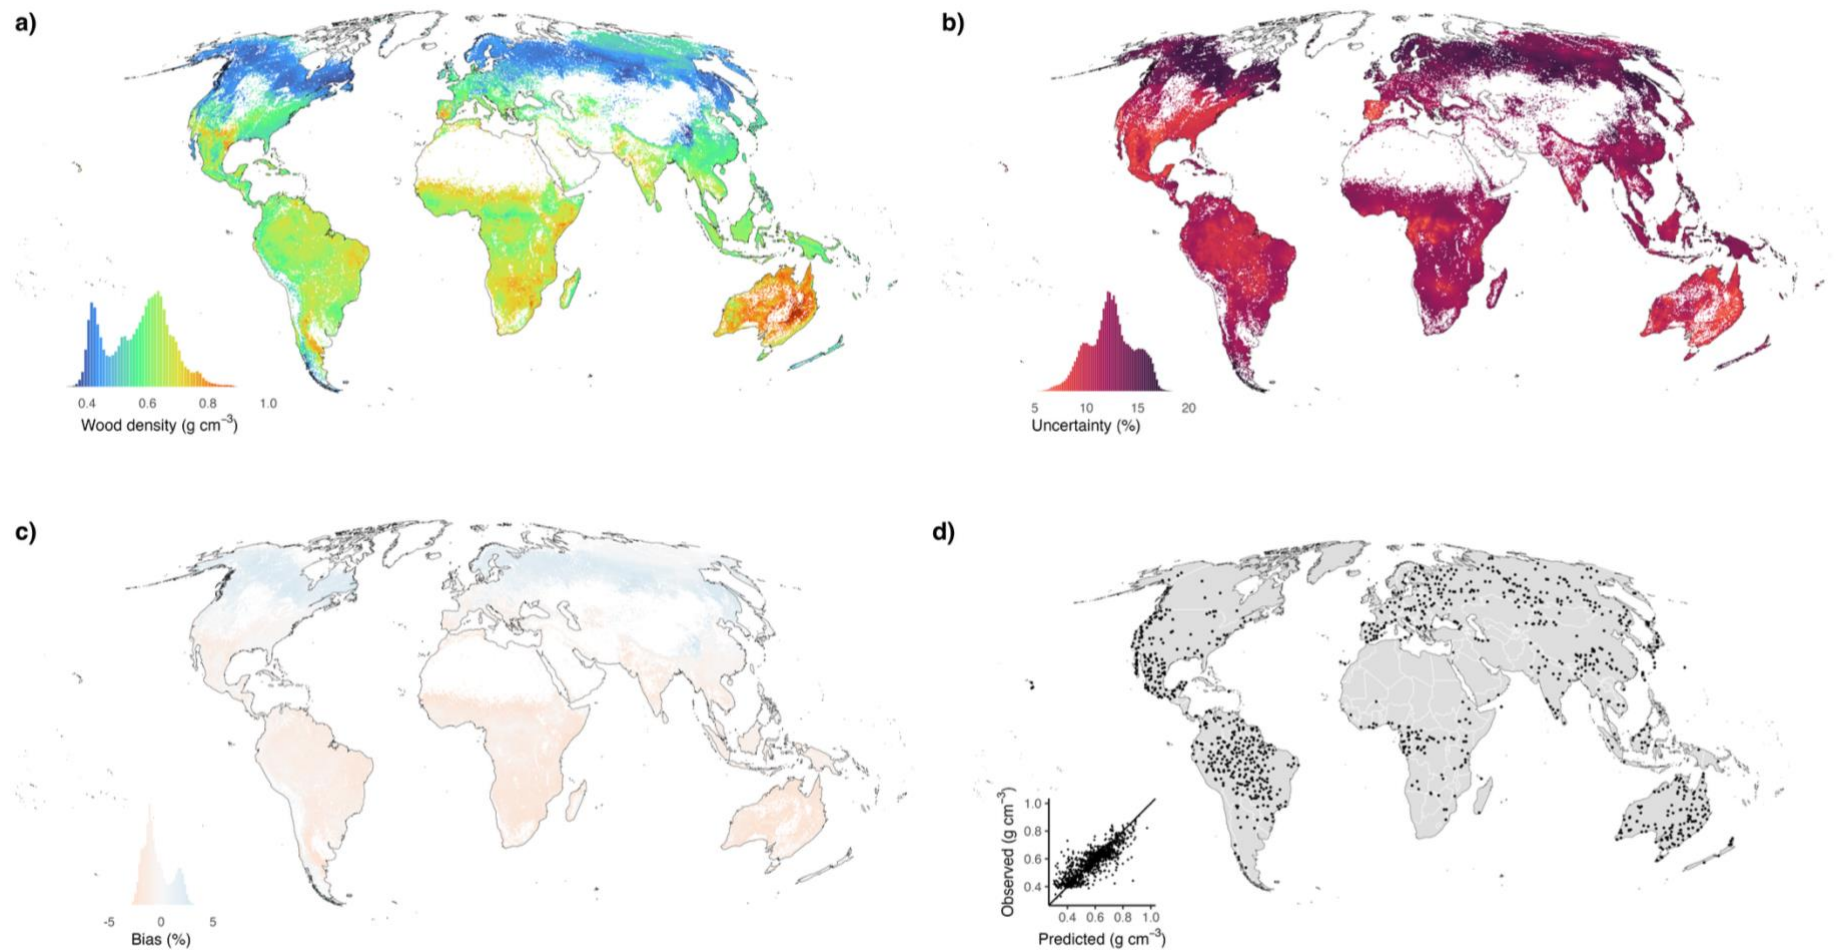 a)
0.4 0.6 0.8 1.0
Wood density (g cm⁻³)
b)
5 10 15 20
Uncertainty (%)
c)
-5 0 5
Bias (%)
d)
Observed (g cm⁻³)
1.0
0.8
0.6
0.4
0.4 0.6 0.8 1.0
Predicted (g cm⁻³)